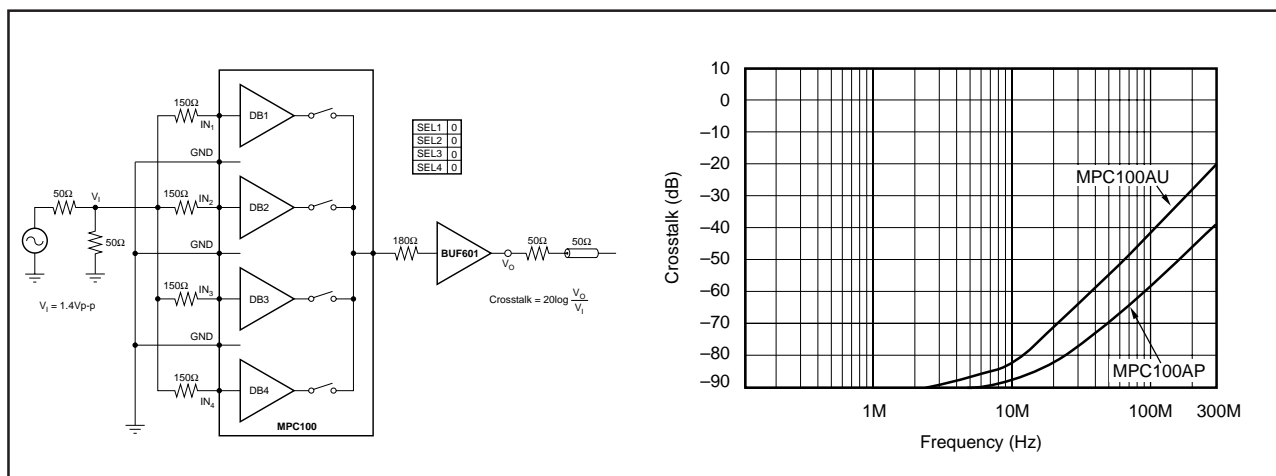 150Ω
IN1
DB1
GND
50Ω
VI
50Ω
150Ω
IN2
DB2
GND
150Ω
IN3
DB3
GND
150Ω
IN4
DB4
MPC100
VI = 1.4Vp-p
SEL1 0
SEL2 0
SEL3 0
SEL4 0
180Ω
BUF601
VO
50Ω
50Ω
Crosstalk = 20log VO
VI
10
0
–10
–20
–30
–40
–50
–60
–70
–80
–90
Crosstalk (dB)
MPC100AU
MPC100AP
1M 10M 100M 300M
Frequency (Hz)